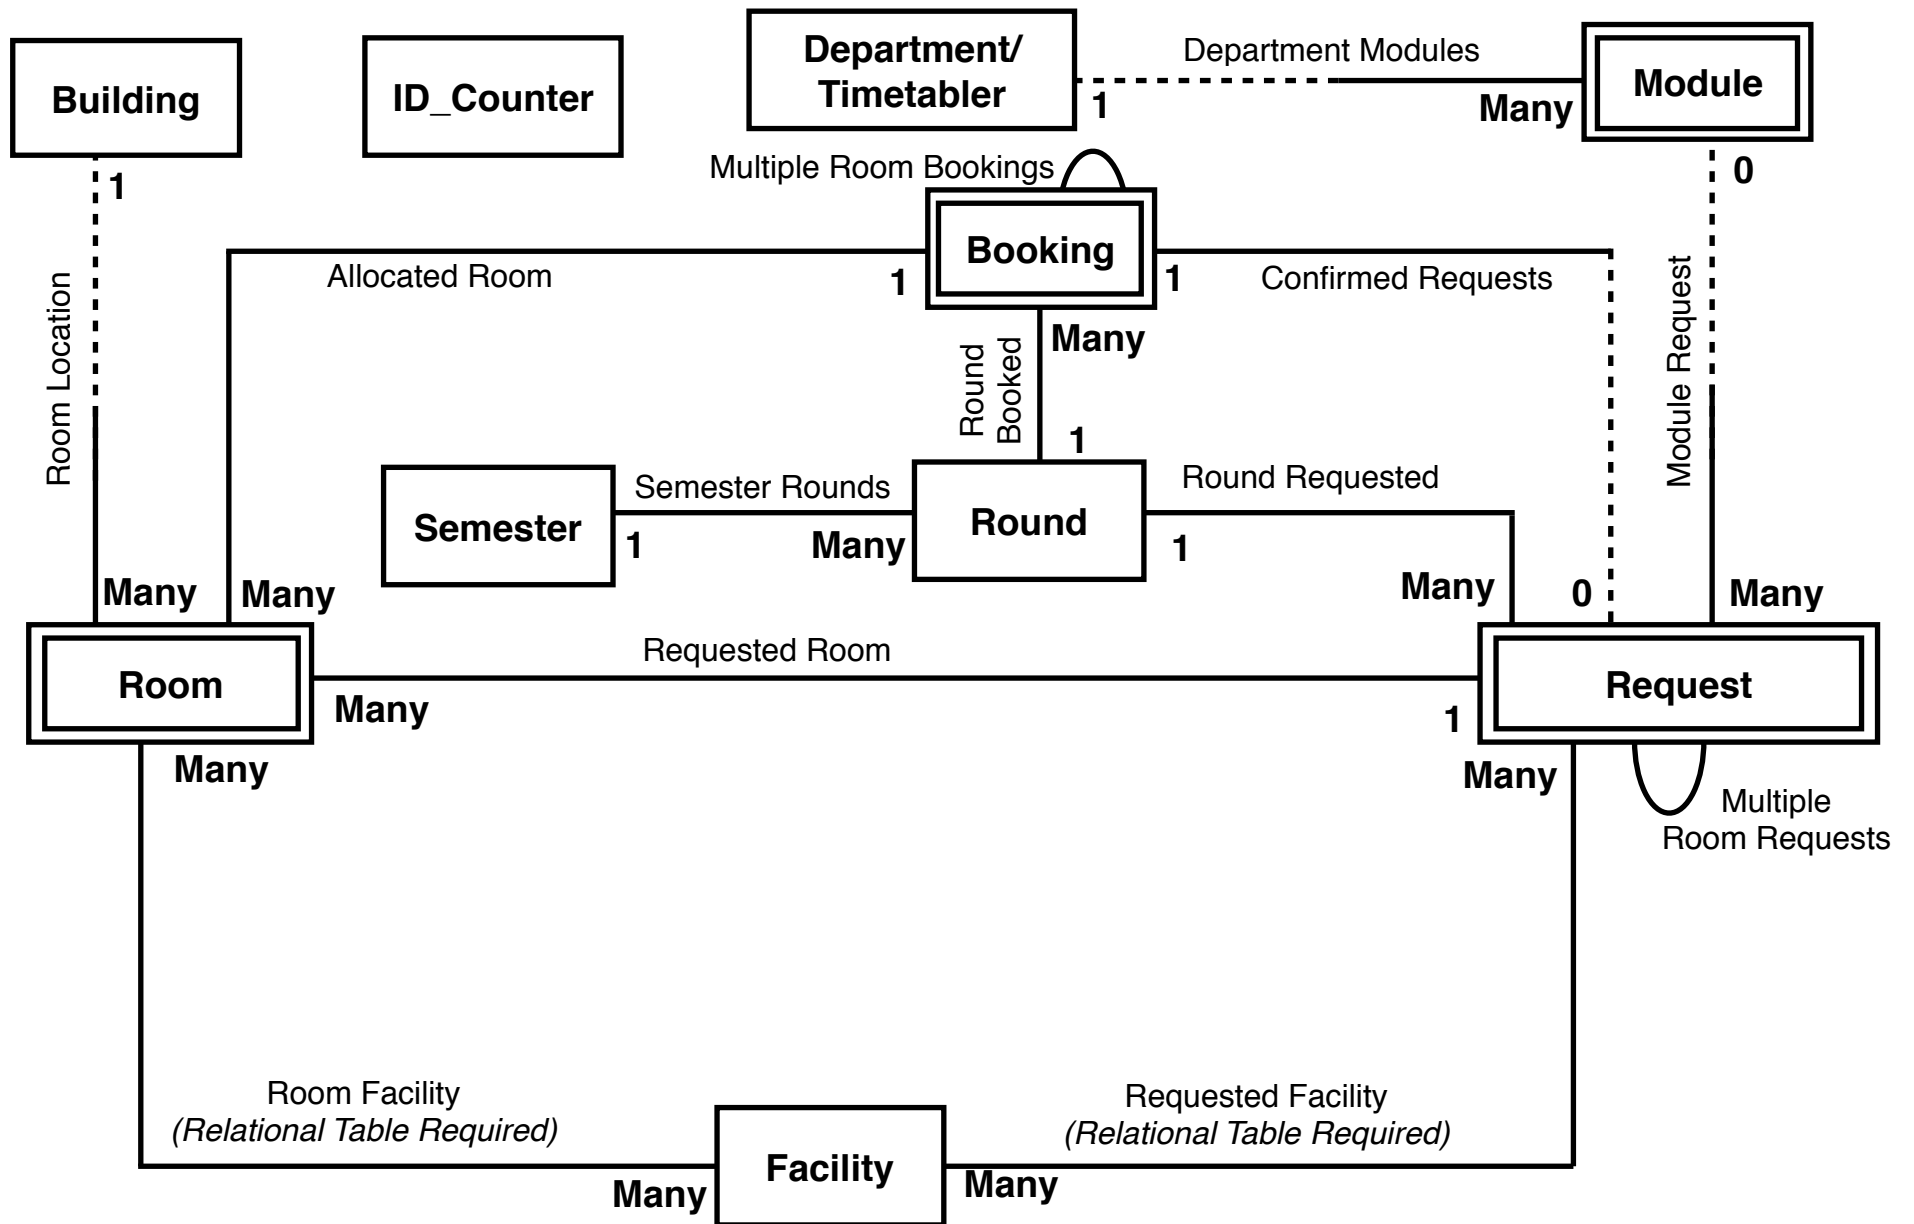 Department/
Timetabler
Department Modules
Module
Building
ID_Counter
1
Many
Multiple Room Bookings
1
0
Booking
Allocated Room
1
1
Confirmed Requests
Room Location
Many
Round
Booked
Module Request
1
Semester Rounds
Round Requested
Semester
Round
1
Many
1
Many
Many
Many
0
Many
Requested Room
Room
Request
Many
1
Many
Many
Multiple
Room Requests
Room Facility
(Relational Table Required)
Requested Facility
(Relational Table Required)
Facility
Many
Many